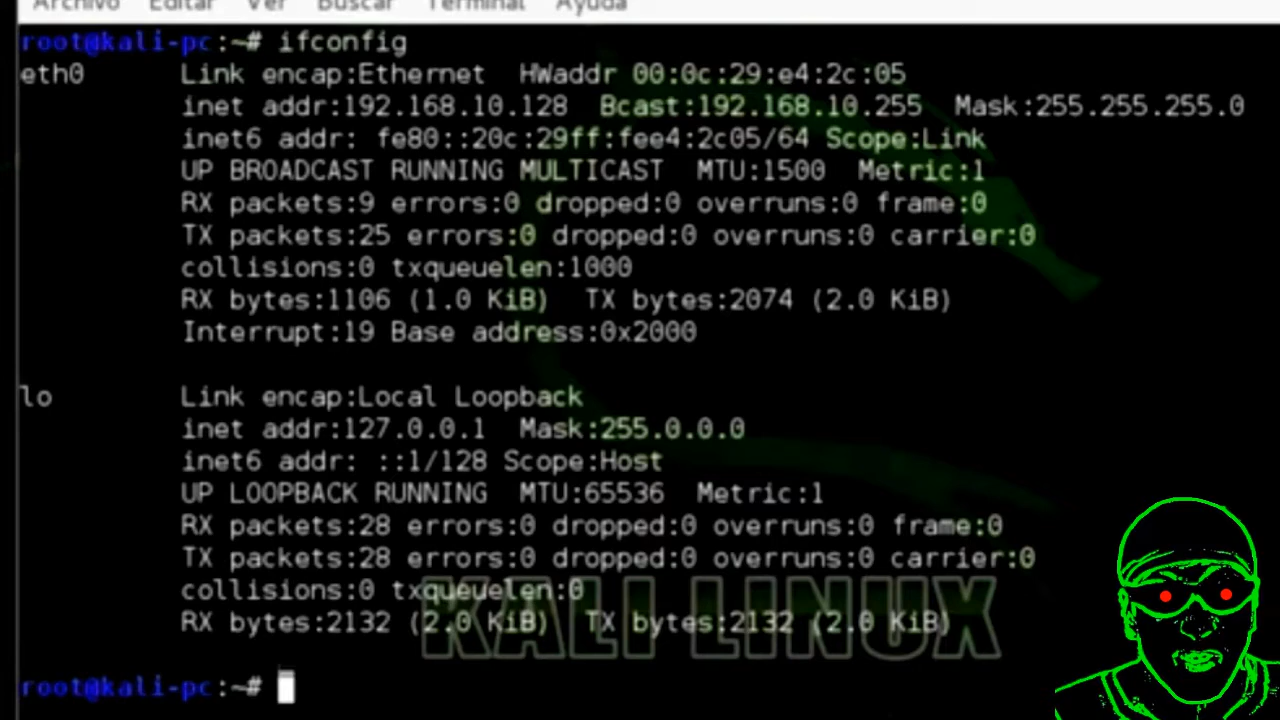 Archivo Editar Ver Buscar Terminal Ayuda
root@kali-pc:~# ifconfig
eth0 Link encap:Ethernet HWaddr 00:0c:29:e4:2c:05
inet addr:192.168.10.128 Bcast:192.168.10.255 Mask:255.255.255.0
inet6 addr: fe80::20c:29ff:fee4:2c05/64 Scope:Link
UP BROADCAST RUNNING MULTICAST MTU:1500 Metric:1
RX packets:9 errors:0 dropped:0 overruns:0 frame:0
TX packets:25 errors:0 dropped:0 overruns:0 carrier:0
collisions:0 txqueuelen:1000
RX bytes:1106 (1.0 KiB) TX bytes:2074 (2.0 KiB)
Interrupt:19 Base address:0x2000
lo Link encap:Local Loopback
inet addr:127.0.0.1 Mask:255.0.0.0
inet6 addr: ::1/128 Scope:Host
UP LOOPBACK RUNNING MTU:65536 Metric:1
RX packets:28 errors:0 dropped:0 overruns:0 frame:0
TX packets:28 errors:0 dropped:0 overruns:0 carrier:0
collisions:0 txqueuelen:0
RX bytes:2132 (2.0 KiB) TX bytes:2132 (2.0 KiB)
KALI LINUX
root@kali-pc:~#